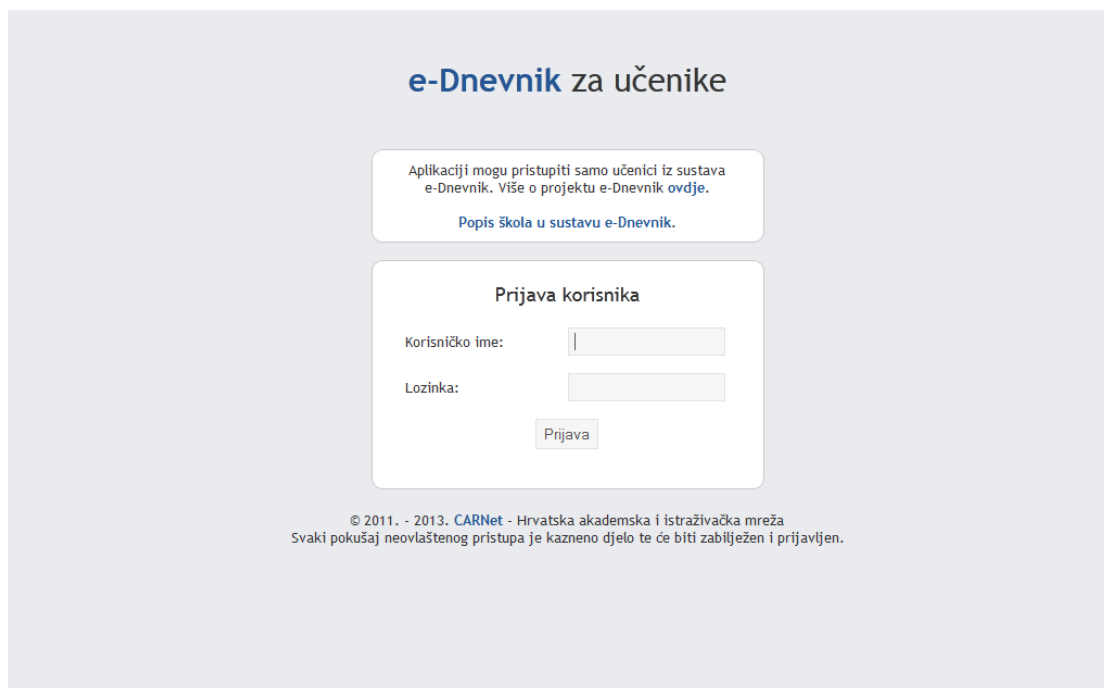 e-Dnevnik za učenike
Aplikaciji mogu pristupiti samo učenici iz sustava
e-Dnevnik. Više o projektu e-Dnevnik ovdje.
Popis škola u sustavu e-Dnevnik.
Prijava korisnika
Korisničko ime:
Lozinka:
Prijava
© 2011. - 2013. CARNet - Hrvatska akademska i istraživačka mreža
Svaki pokušaj neovlaštenog pristupa je kazneno djelo te će biti zabilježen i prijavljen.